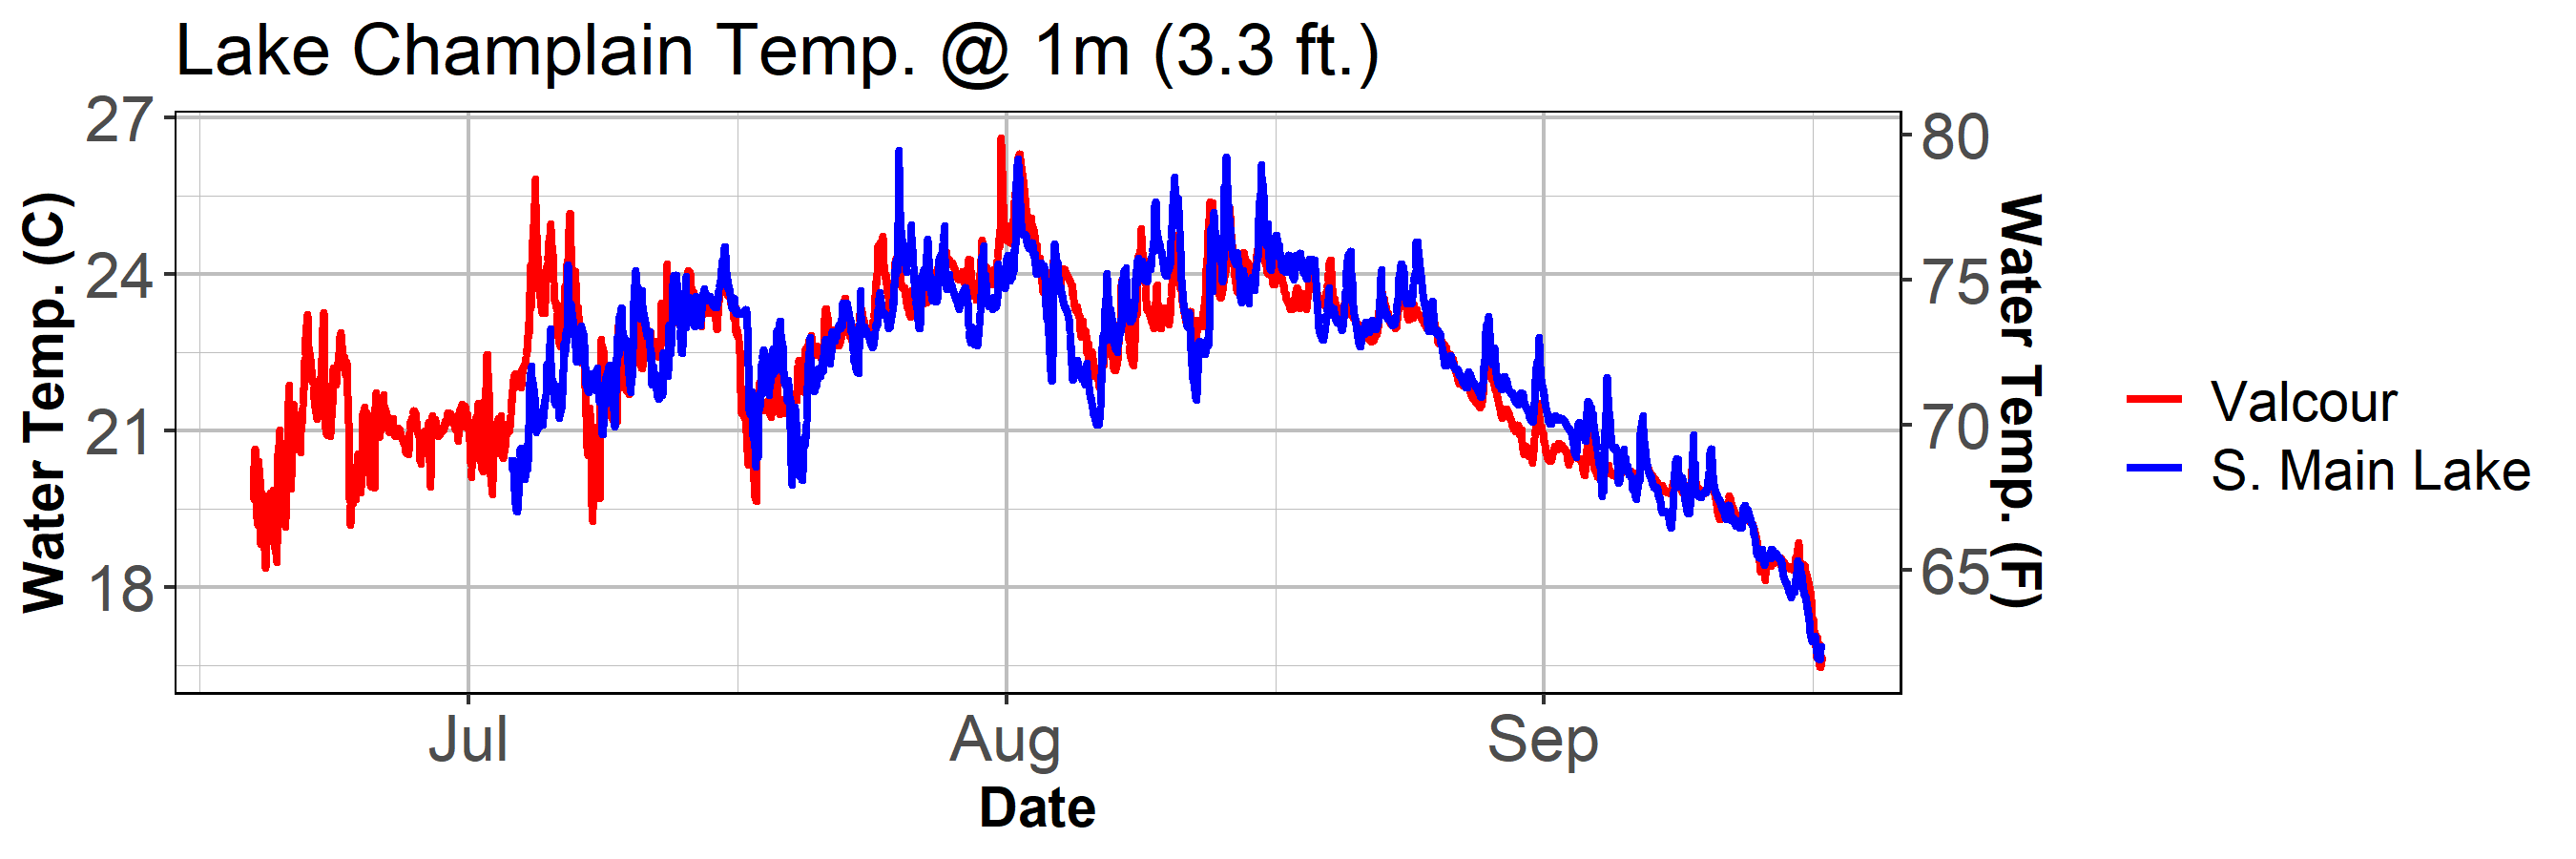 Lake Champlain Temp. @ 1m (3.3 ft.)
Water Temp. (C)
27
24
21
18
80
75
70
65
Water Temp. (F)
Jul
Aug
Sep
Date
Valcour
S. Main Lake